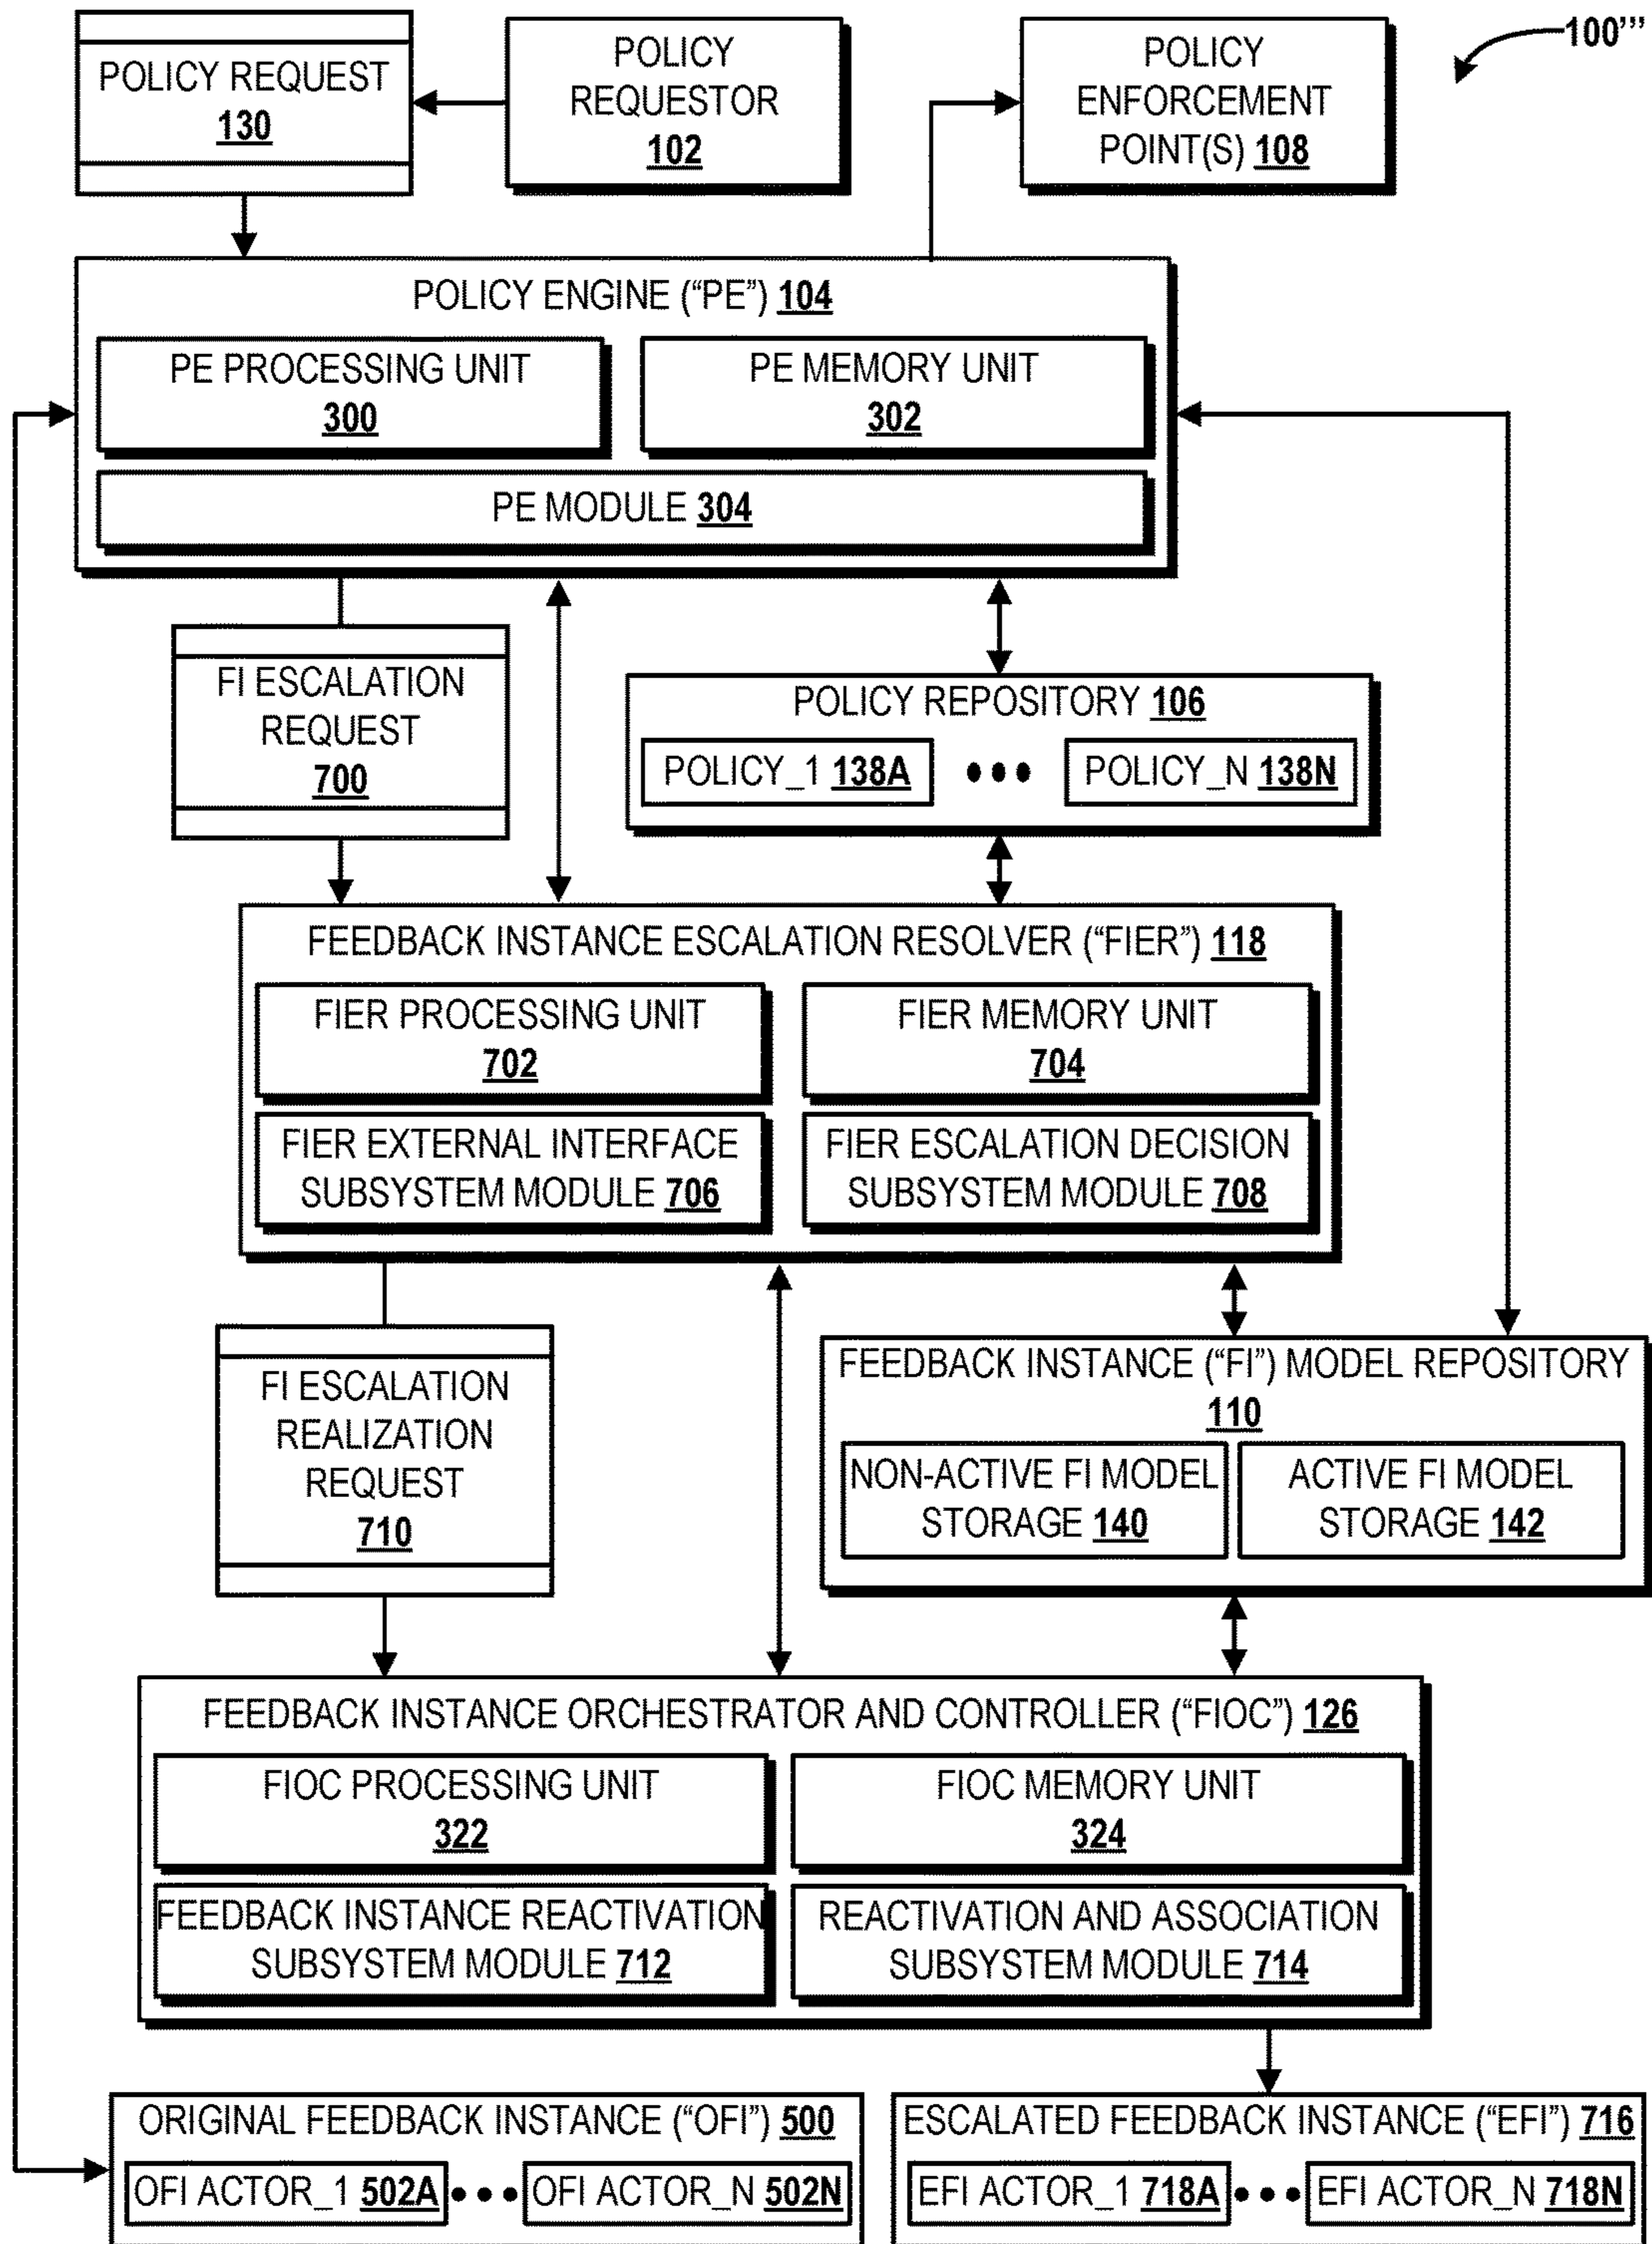 100'''
POLICY REQUEST
130
POLICY
REQUESTOR
102
POLICY
ENFORCEMENT
POINT(S) 108
POLICY ENGINE (“PE”) 104
PE PROCESSING UNIT
300
PE MEMORY UNIT
302
PE MODULE 304
FI ESCALATION
REQUEST
700
POLICY REPOSITORY 106
POLICY_1 138A
POLICY_N 138N
FEEDBACK INSTANCE ESCALATION RESOLVER (“FIER”) 118
FIER PROCESSING UNIT
702
FIER MEMORY UNIT
704
FIER EXTERNAL INTERFACE
SUBSYSTEM MODULE 706
FIER ESCALATION DECISION
SUBSYSTEM MODULE 708
FI ESCALATION
REALIZATION
REQUEST
710
FEEDBACK INSTANCE (“FI”) MODEL REPOSITORY
110
NON-ACTIVE FI MODEL
STORAGE 140
ACTIVE FI MODEL
STORAGE 142
FEEDBACK INSTANCE ORCHESTRATOR AND CONTROLLER (“FIOC”) 126
FIOC PROCESSING UNIT
322
FIOC MEMORY UNIT
324
FEEDBACK INSTANCE REACTIVATION
SUBSYSTEM MODULE 712
REACTIVATION AND ASSOCIATION
SUBSYSTEM MODULE 714
ORIGINAL FEEDBACK INSTANCE (“OFI”) 500
OFI ACTOR_1 502A
OFI ACTOR_N 502N
ESCALATED FEEDBACK INSTANCE (“EFI”) 716
EFI ACTOR_1 718A
EFI ACTOR_N 718N